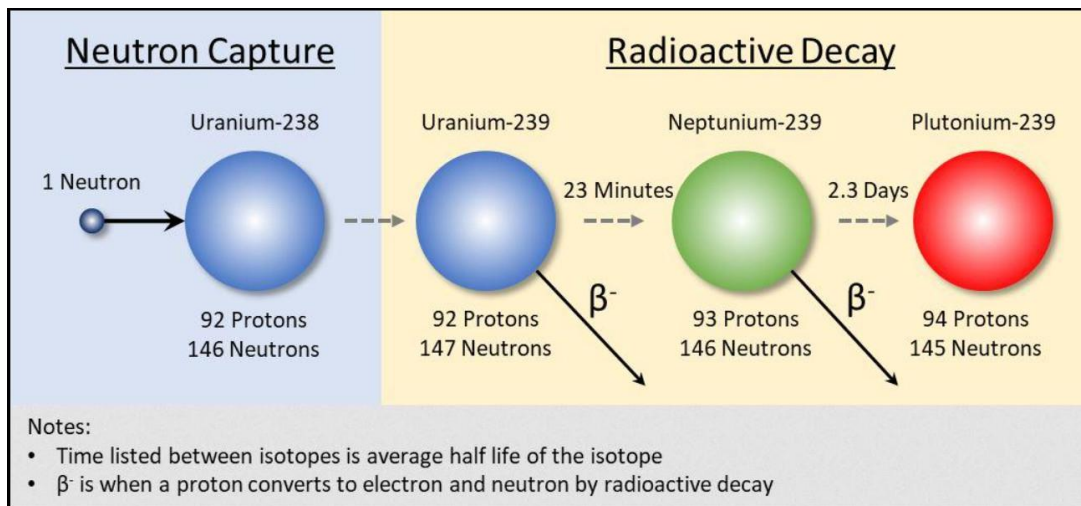 Neutron Capture
Radioactive Decay
Uranium-238
Uranium-239
Neptunium-239
Plutonium-239
1 Neutron
23 Minutes
2.3 Days
β-
β-
92 Protons
146 Neutrons
92 Protons
147 Neutrons
93 Protons
146 Neutrons
94 Protons
145 Neutrons
Notes:
• Time listed between isotopes is average half life of the isotope
• β- is when a proton converts to electron and neutron by radioactive decay